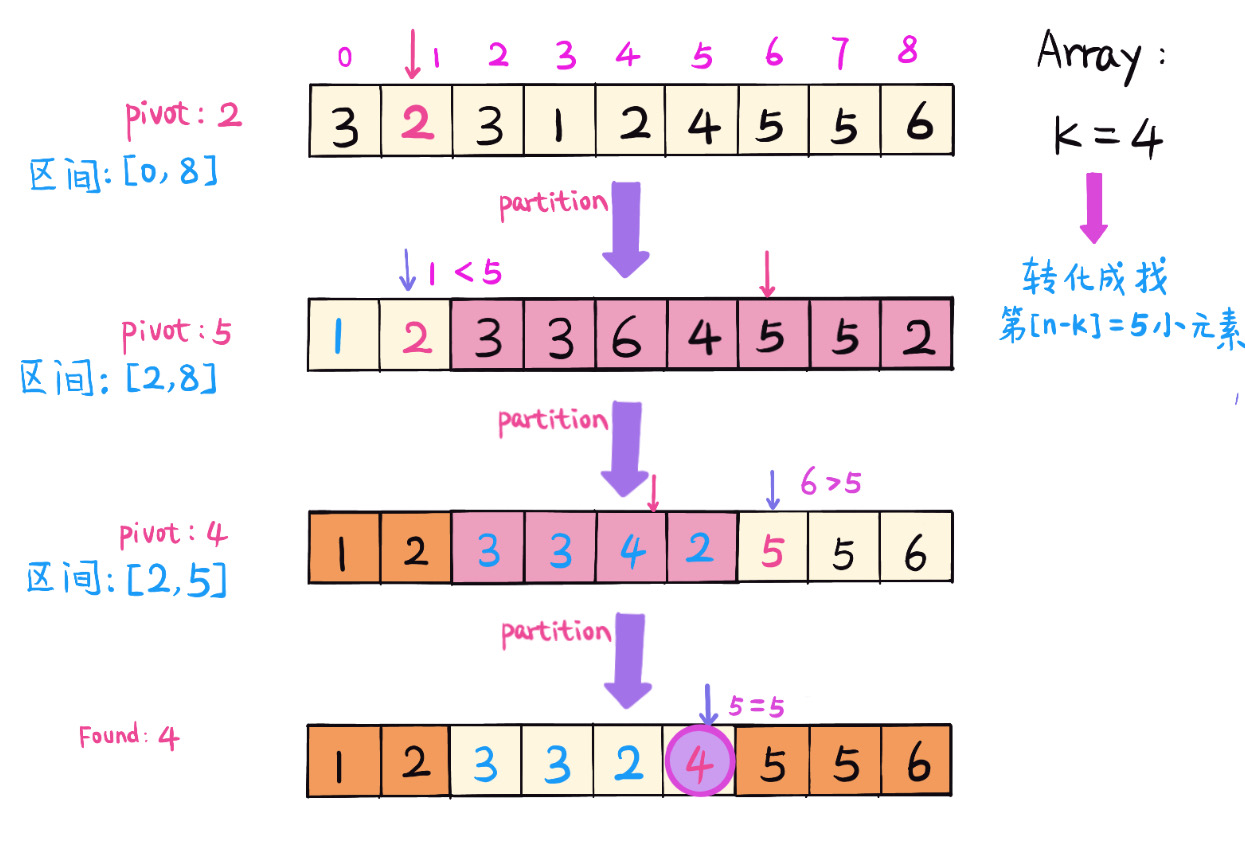 0 1 2 3 4 5 6 7 8
Array :
pivot : 2
3 2 3 1 2 4 5 5 6
K = 4
区间: [0, 8]
partition
1 < 5
转化成找
第[n-k]=5小元素
pivot : 5
1 2 3 3 6 4 5 5 2
区间: [2,8]
partition
6 > 5
pivot : 4
1 2 3 3 4 2 5 5 6
区间: [2,5]
partition
5 = 5
Found: 4
1 2 3 3 2 4 5 5 6